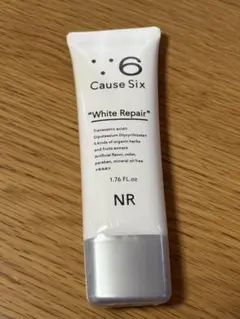 6
Cause Six
"White Repair"
Tranexamic acid+
Dipotassium Glycyrrhizate+
6 kinds of organic herbs
and fruits extract
Artificial flavor, color,
paraben, mineral oil free
1.76.FL.oz
NR